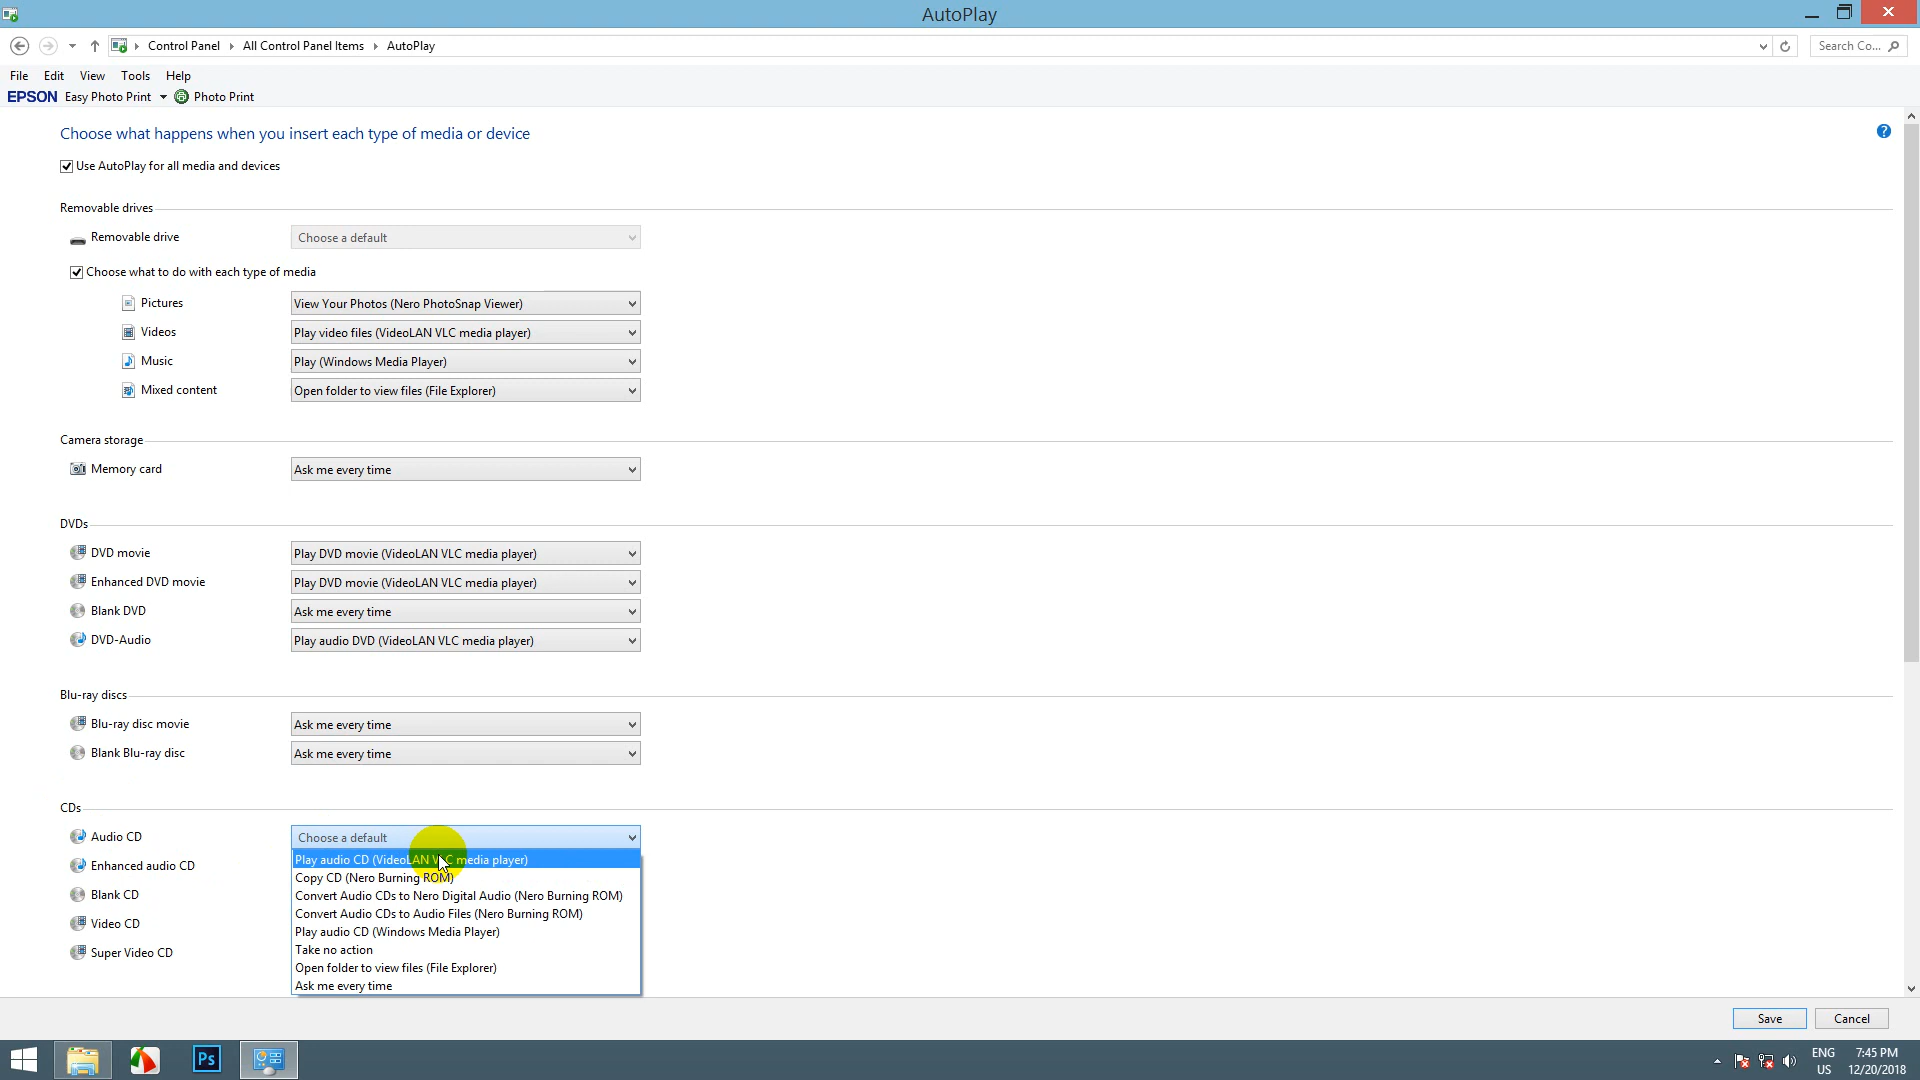 AutoPlay
Control Panel All Control Panel Items AutoPlay
Search Co...
File Edit View Tools Help
EPSON Easy Photo Print Photo Print
Choose what happens when you insert each type of media or device
?
Use AutoPlay for all media and devices
Removable drives
Removable drive Choose a default
Choose what to do with each type of media
Pictures View Your Photos (Nero PhotoSnap Viewer)
Videos Play video files (VideoLAN VLC media player)
Music Play (Windows Media Player)
Mixed content Open folder to view files (File Explorer)
Camera storage
Memory card Ask me every time
DVDs
DVD movie Play DVD movie (VideoLAN VLC media player)
Enhanced DVD movie Play DVD movie (VideoLAN VLC media player)
Blank DVD Ask me every time
DVD-Audio Play audio DVD (VideoLAN VLC media player)
Blu-ray discs
Blu-ray disc movie Ask me every time
Blank Blu-ray disc Ask me every time
CDs
Audio CD Choose a default
Play audio CD (VideoLAN VLC media player)
Enhanced audio CD
Copy CD (Nero Burning ROM)
Blank CD Convert Audio CDs to Nero Digital Audio (Nero Burning ROM)
Convert Audio CDs to Audio Files (Nero Burning ROM)
Video CD
Play audio CD (Windows Media Player)
Super Video CD Take no action
Open folder to view files (File Explorer)
Ask me every time
Save Cancel
Ps
ENG 7:45 PM
US 12/20/2018